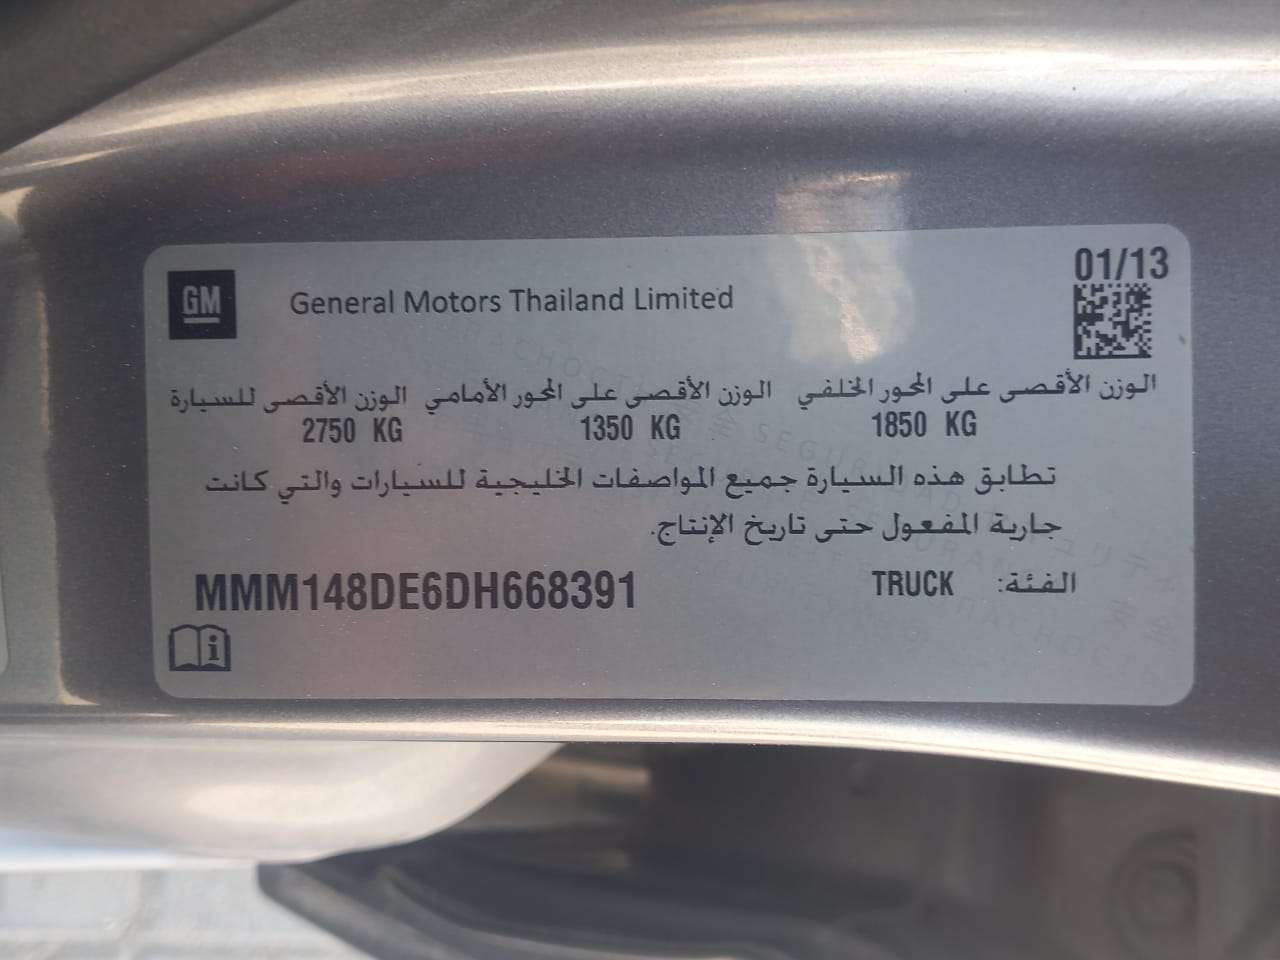 01/13
GM General Motors Thailand Limited
الوزن الأقصى على المحور الخلفي الوزن الأقصى على المحور الأمامي الوزن الأقصى للسيارة
1850 KG 1350 KG 2750 KG
تطابق هذه السيارة جميع المواصفات الخليجية للسيارات والتي كانت
جارية المفعول حتى تاريخ الإنتاج.
الفئة: TRUCK MMM148DE6DH668391